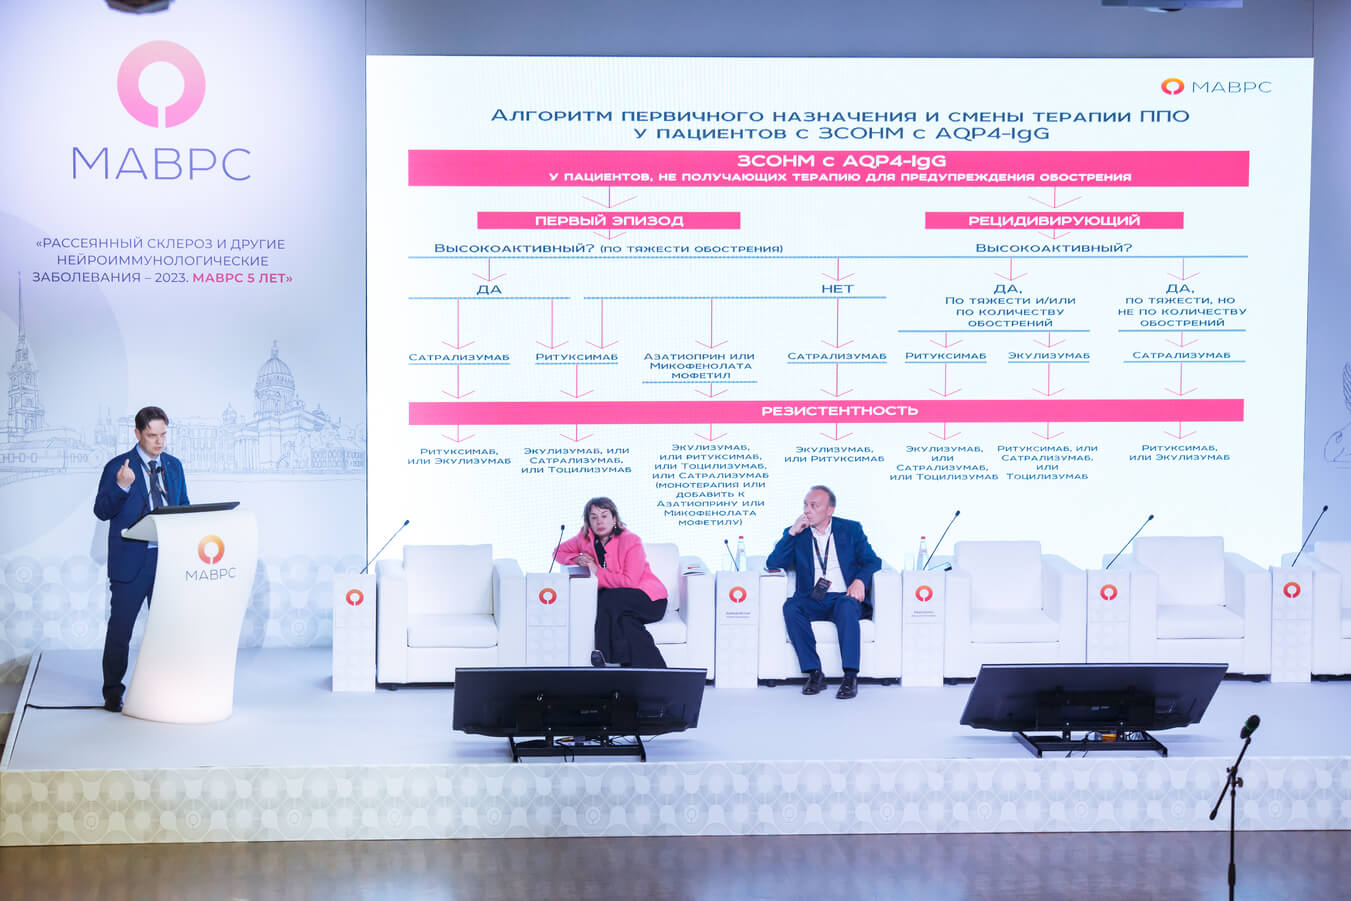 МАВРС
«РАССЕЯННЫЙ СКЛЕРОЗ И ДРУГИЕ
НЕЙРОИММУНОЛОГИЧЕСКИЕ
ЗАБОЛЕВАНИЯ – 2023. МАВРС 5 ЛЕТ»
МАВРС
Алгоритм первичного назначения и смены терапии ППО
у пациентов с ЗСОНМ с AQP4-IgG
ЗСОНМ с AQP4-IgG
у пациентов, не получающих терапию для предупреждения обострения
ПЕРВЫЙ ЭПИЗОД
РЕЦИДИВИРУЮЩИЙ
Высокоактивный? (по тяжести обострения)
Высокоактивный?
ДА
НЕТ
ДА,
По тяжести и/или
по количеству
обострений
ДА,
по тяжести, но
не по количеству
обострений
Сатрализумаб
Ритуксимаб
Азатиоприн или
Микофенолата
мофетил
Сатрализумаб
Ритуксимаб
Экулизумаб
Сатрализумаб
РЕЗИСТЕНТНОСТЬ
Ритуксимаб,
или Экулизумаб
Экулизумаб, или
Сатрализумаб,
или Тоцилизумаб
Экулизумаб,
или ритуксимаб,
или Тоцилизумаб,
или Сатрализумаб
(монотерапия или
добавить к
Азатиоприну или
Микофенолата
мофетилу)
Экулизумаб,
или Ритуксимаб
Экулизумаб,
или
Сатрализумаб,
или Тоцилизумаб
Ритуксимаб, или
Сатрализумаб,
или
Тоцилизумаб
Ритуксимаб,
или Экулизумаб
МАВРС